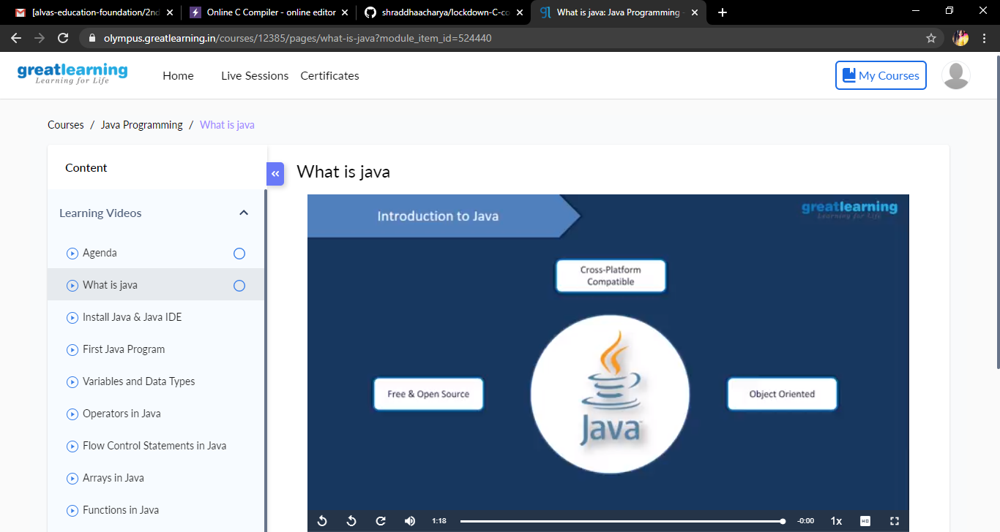 [alvas-education-foundation/2nd
Online C Compiler - online editor
shraddhaacharya/lockdown-C-co
What is java: Java Programming -
olympus.greatlearning.in/courses/12385/pages/what-is-java?module_item_id=524440
greatlearning
Learning for Life
Home
Live Sessions
Certificates
My Courses
Courses / Java Programming / What is java
Content
Learning Videos
Agenda
What is java
Install Java & Java IDE
First Java Program
Variables and Data Types
Operators in Java
Flow Control Statements in Java
Arrays in Java
Functions in Java
What is java
Introduction to Java
greatlearning
Learning for Life
Cross-Platform
Compatible
Free & Open Source
Java
Object Oriented
1:18
-0:00
1x
HD